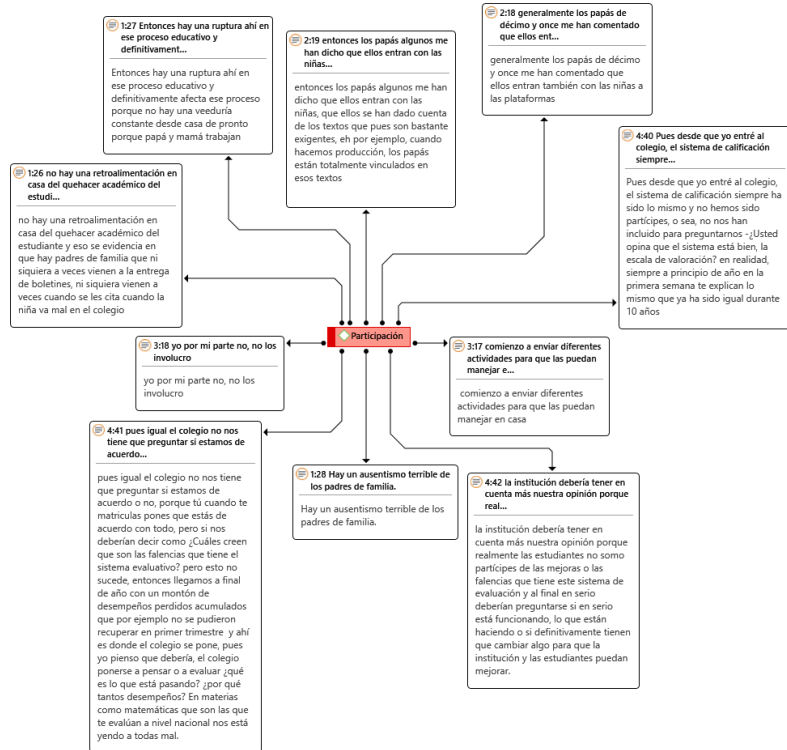 1:27 Entonces hay una ruptura ahí en
ese proceso educativo y
definitivament...
Entonces hay una ruptura ahí en
ese proceso educativo y
definitivamente afecta ese proceso
porque no hay una veeduría
constante desde casa de pronto
porque papá y mamá trabajan
2:19 entonces los papás algunos me
han dicho que ellos entran con las
niñas...
entonces los papás algunos me han
dicho que ellos entran con las
niñas, que ellos se han dado cuenta
de los textos que pues son bastante
exigentes, eh por ejemplo, cuando
hacemos producción, los papás
están totalmente vinculados en
esos textos
2:18 generalmente los papás de
décimo y once me han comentado
que ellos ent...
generalmente los papás de décimo
y once me han comentado que
ellos entran también con las niñas a
las plataformas
4:40 Pues desde que yo entré al
colegio, el sistema de calificación
siempre...
Pues desde que yo entré al colegio,
el sistema de calificación siempre ha
sido lo mismo y no hemos sido
partícipes, o sea, no nos han
incluido para preguntarnos -¿Usted
opina que el sistema está bien, la
escala de valoración? en realidad,
siempre a principio de año en la
primera semana te explican lo
mismo que ya ha sido igual durante
10 años
1:26 no hay una retroalimentación en
casa del quehacer académico del
estudi...
no hay una retroalimentación en
casa del quehacer académico del
estudiante y eso se evidencia en
que hay padres de familia que ni
siquiera a veces vienen a la entrega
de boletines, ni siquiera vienen a
veces cuando se les cita cuando la
niña va mal en el colegio
Participación
3:18 yo por mi parte no, no los
involucro
yo por mi parte no, no los
involucro
3:17 comienzo a enviar diferentes
actividades para que las puedan
manejar e...
comienzo a enviar diferentes
actividades para que las puedan
manejar en casa
4:41 pues igual el colegio no nos
tiene que preguntar si estamos de
acuerdo...
pues igual el colegio no nos tiene
que preguntar si estamos de
acuerdo o no, porque tú cuando te
matriculas pones que estás de
acuerdo con todo, pero si nos
deberían decir como ¿Cuáles creen
que son las falencias que tiene el
sistema evaluativo? pero esto no
sucede, entonces llegamos a final
de año con un montón de
desempeños perdidos acumulados
que por ejemplo no se pudieron
recuperar en primer trimestre y ahí
es donde el colegio se pone, pues
yo pienso que debería, el colegio
ponerse a pensar o a evaluar ¿qué
es lo que está pasando? ¿por qué
tantos desempeños? En materias
como matemáticas que son las que
te evalúan a nivel nacional nos está
yendo a todas mal.
1:28 Hay un ausentismo terrible de
los padres de familia.
Hay un ausentismo terrible de los
padres de familia.
4:42 la institución debería tener en
cuenta más nuestra opinión porque
real...
la institución debería tener en
cuenta más nuestra opinión porque
realmente las estudiantes no somo
partícipes de las mejoras o las
falencias que tiene este sistema de
evaluación y al final en serio
deberían preguntarse si en serio
está funcionando, lo que están
haciendo o si definitivamente tienen
que cambiar algo para que la
institución y las estudiantes puedan
mejorar.